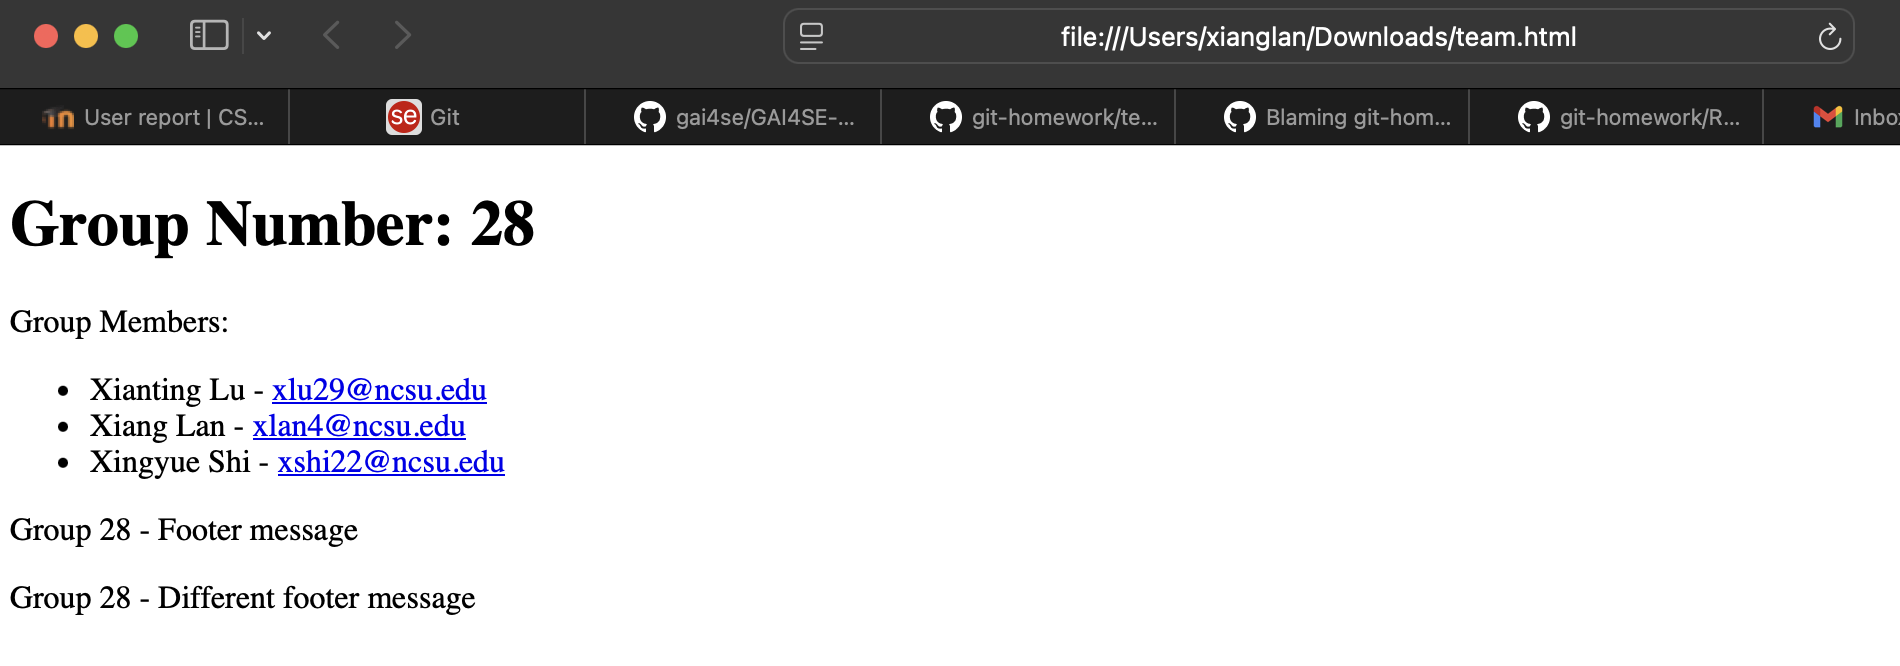 file:///Users/xianglan/Downloads/team.html
User report | CS...
se Git
gai4se/GAI4SE-...
git-homework/te...
Blaming git-hom...
git-homework/R...
Inbo
Group Number: 28
Group Members:
• Xianting Lu - xlu29@ncsu.edu
• Xiang Lan - xlan4@ncsu.edu
• Xingyue Shi - xshi22@ncsu.edu
Group 28 - Footer message
Group 28 - Different footer message